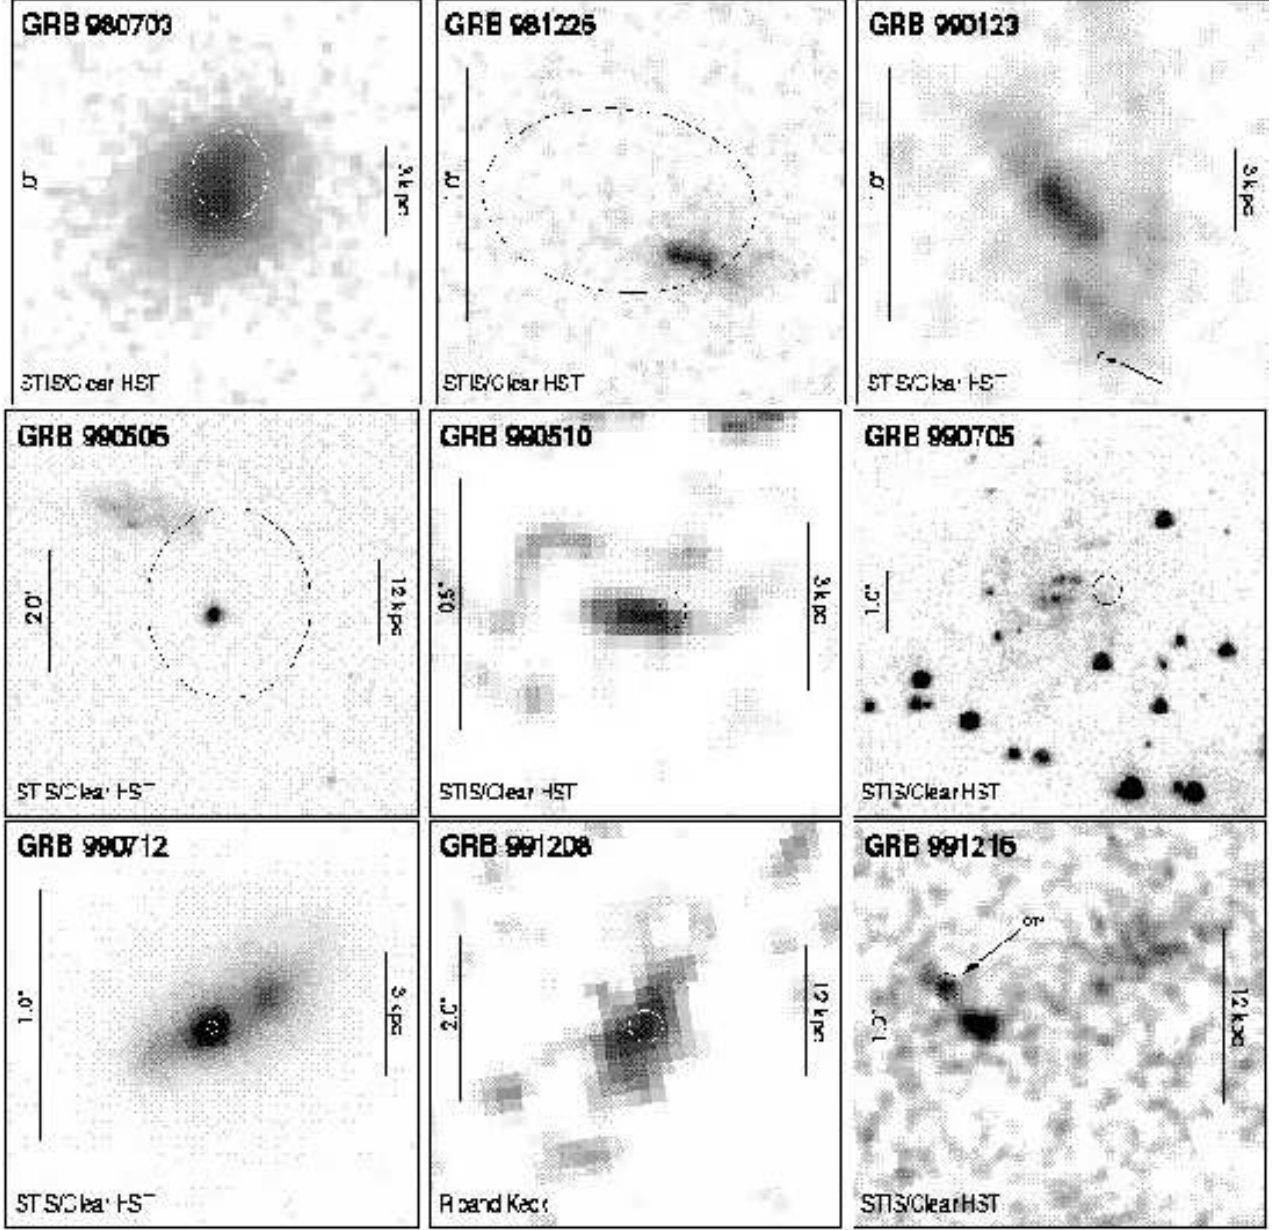 GRB 980703
.0"
3 kpc
STIS/Clear HST
GRB 981226
.0"
STIS/Clear HST
GRB 990123
.0"
3 kpc
STIS/Clear HST
GRB 990506
2.0"
12 kpc
STIS/Clear HST
GRB 990510
0.5"
3 kpc
STIS/Clear HST
GRB 990705
1.0"
STIS/Clear HST
GRB 990712
1.0"
3 kpc
STIS/Clear HST
GRB 991208
2.0"
12 kpc
R band Keck
GRB 991216
OT
1.0"
12 kpc
STIS/Clear HST